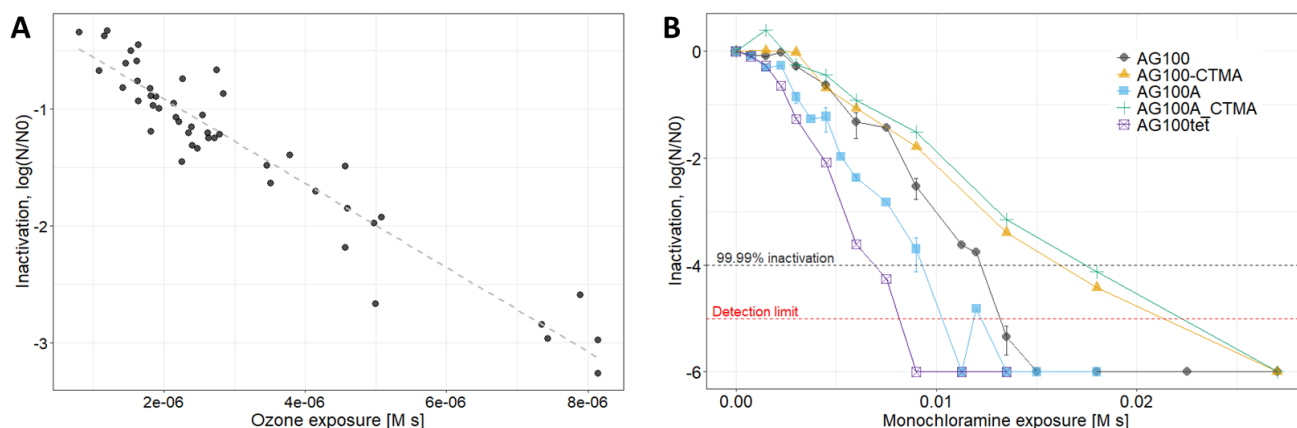 A
Inactivation, log(N/N0)
-1
-2
-3
2e-06
4e-06
6e-06
8e-06
Ozone exposure [M s]
B
Inactivation, log(N/N0)
0
-2
-4
-6
AG100
AG100-CTMA
AG100A
AG100A_CTMA
AG100tet
99.99% inactivation
Detection limit
0.00
0.01
0.02
Monochloramine exposure [M s]